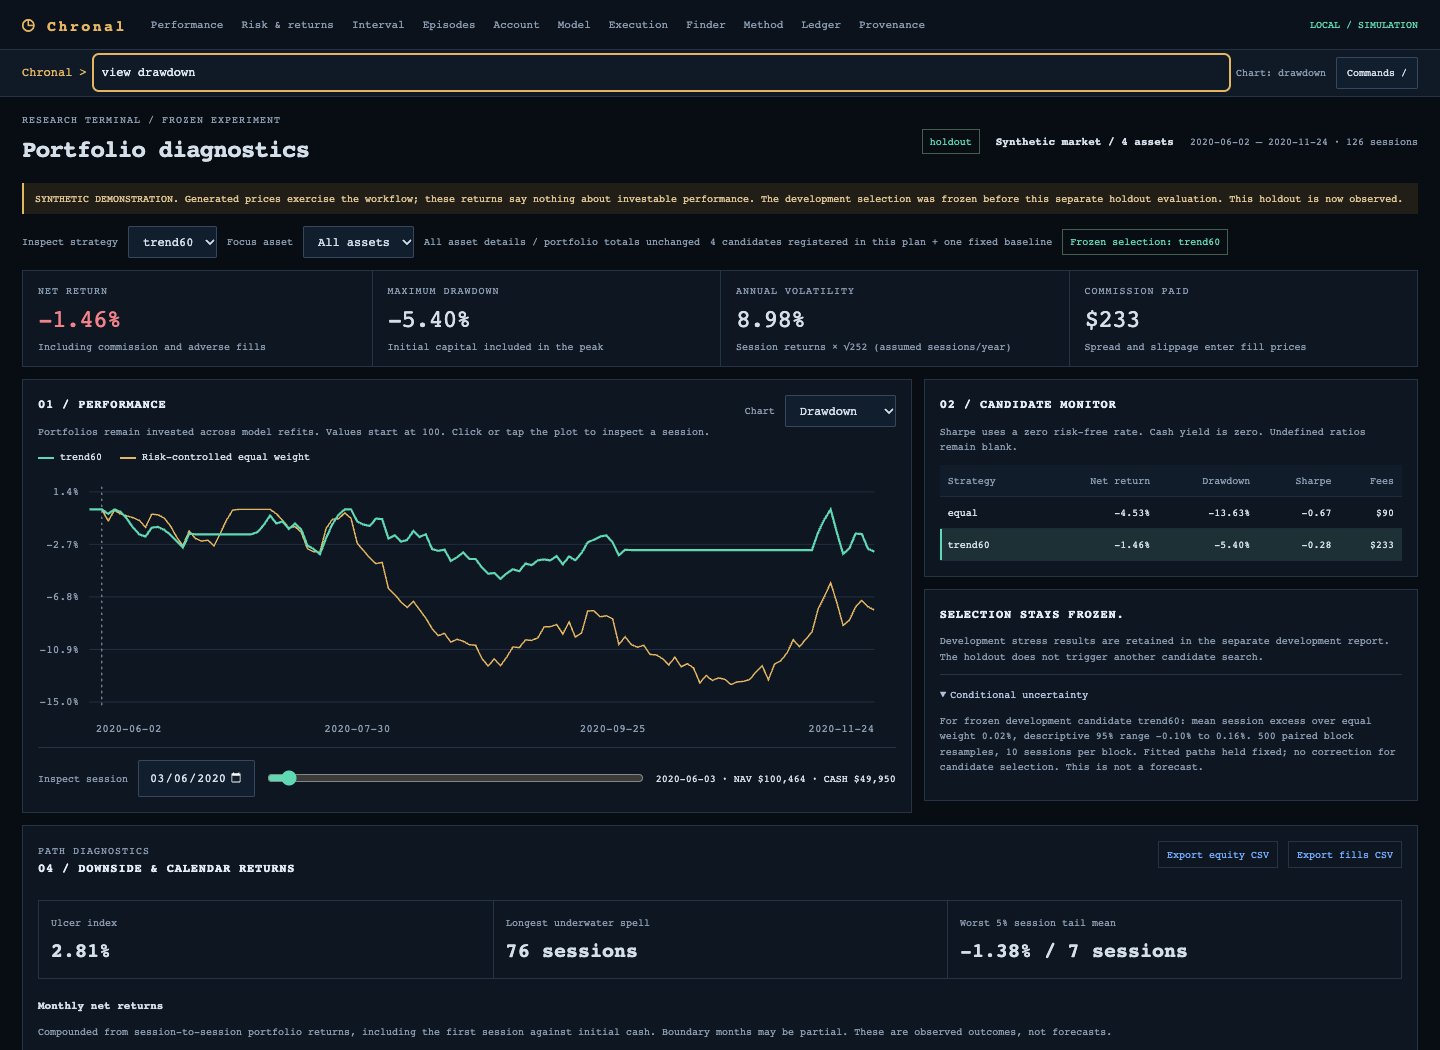 Chronal Performance Risk & returns Interval Episodes Account Model Execution Finder Method Ledger Provenance LOCAL / SIMULATION
Chronal > view drawdown Chart: drawdown Commands /
RESEARCH TERMINAL / FROZEN EXPERIMENT
Portfolio diagnostics
holdout Synthetic market / 4 assets 2020-06-02 — 2020-11-24 · 126 sessions
SYNTHETIC DEMONSTRATION. Generated prices exercise the workflow; these returns say nothing about investable performance. The development selection was frozen before this separate holdout evaluation. This holdout is now observed.
Inspect strategy trend60 Focus asset All assets All asset details / portfolio totals unchanged 4 candidates registered in this plan + one fixed baseline Frozen selection: trend60
NET RETURN
-1.46%
Including commission and adverse fills
MAXIMUM DRAWDOWN
-5.40%
Initial capital included in the peak
ANNUAL VOLATILITY
8.98%
Session returns × √252 (assumed sessions/year)
COMMISSION PAID
$233
Spread and slippage enter fill prices
01 / PERFORMANCE
Chart Drawdown
Portfolios remain invested across model refits. Values start at 100. Click or tap the plot to inspect a session.
trend60 Risk-controlled equal weight
1.4%
-2.7%
-6.8%
-10.9%
-15.0%
2020-06-02 2020-07-30 2020-09-25 2020-11-24
Inspect session 03/06/2020 2020-06-03 · NAV $100,464 · CASH $49,950
02 / CANDIDATE MONITOR
Sharpe uses a zero risk-free rate. Cash yield is zero. Undefined ratios
remain blank.
Strategy Net return Drawdown Sharpe Fees
equal -4.53% -13.63% -0.67 $90
trend60 -1.46% -5.40% -0.28 $233
SELECTION STAYS FROZEN.
Development stress results are retained in the separate development report.
The holdout does not trigger another candidate search.
▼ Conditional uncertainty
For frozen development candidate trend60: mean session excess over equal
weight 0.02%, descriptive 95% range -0.10% to 0.16%. 500 paired block
resamples, 10 sessions per block. Fitted paths held fixed; no correction for
candidate selection. This is not a forecast.
PATH DIAGNOSTICS
04 / DOWNSIDE & CALENDAR RETURNS
Export equity CSV Export fills CSV
Ulcer index
2.81%
Longest underwater spell
76 sessions
Worst 5% session tail mean
-1.38% / 7 sessions
Monthly net returns
Compounded from session-to-session portfolio returns, including the first session against initial cash. Boundary months may be partial. These are observed outcomes, not forecasts.